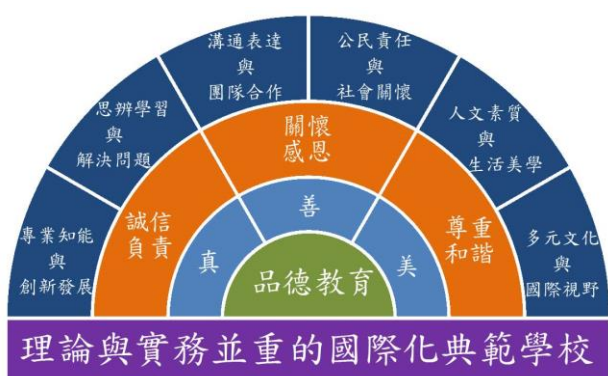 溝通表達
與
團隊合作
公民責任
與
社會關懷
思辨學習
與
解決問題
人文素質
與
生活美學
專業知能
與
創新發展
多元文化
與
國際視野
關懷
感恩
誠信
負責
尊重
和諧
善
真
美
品德教育
理論與實務並重的國際化典範學校